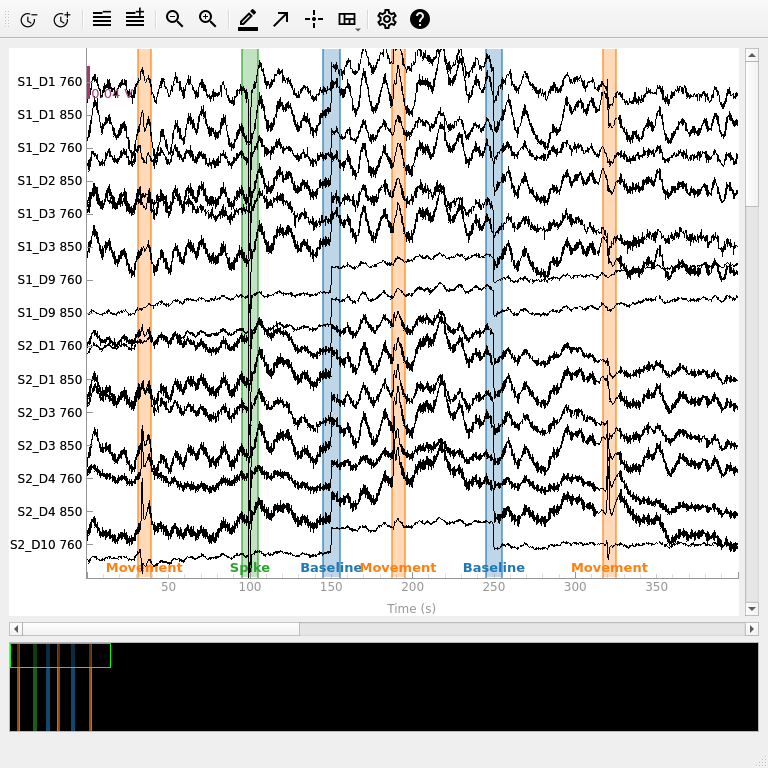 S1_D1 760
S1_D1 850
S1_D2 760
S1_D2 850
S1_D3 760
S1_D3 850
S1_D9 760
S1_D9 850
S2_D1 760
S2_D1 850
S2_D3 760
S2_D3 850
S2_D4 760
S2_D4 850
S2_D10 760
Movement Spike Baseline Movement Baseline Movement
50 100 150 200 250 300 350
Time (s)